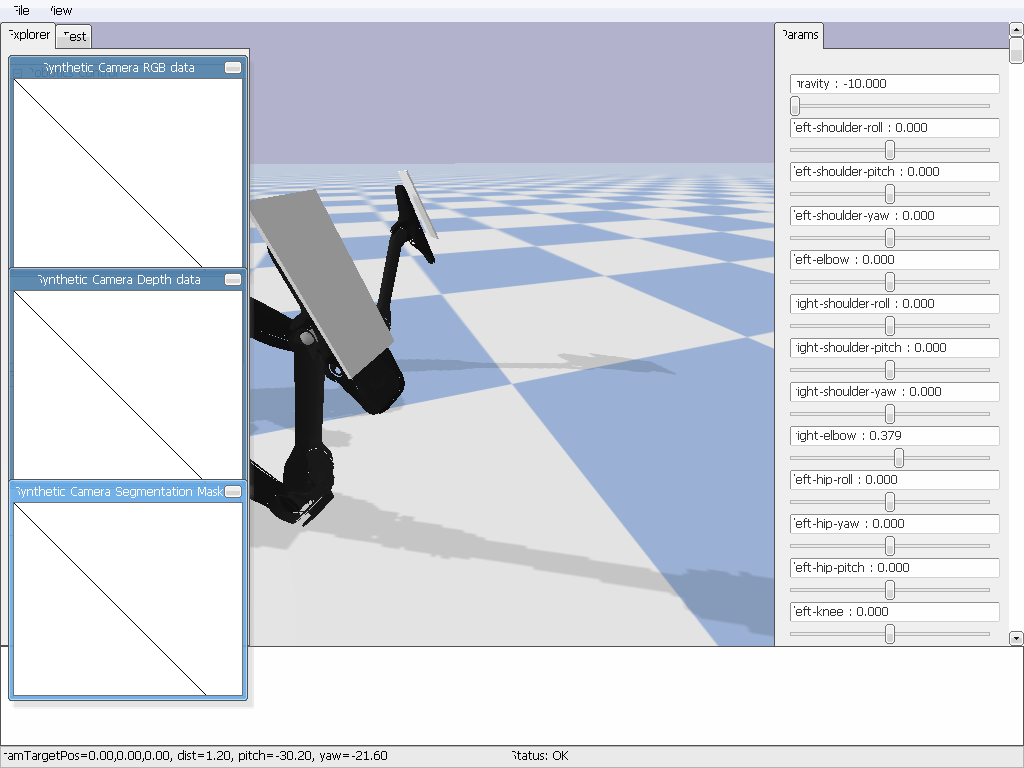 File View
Explorer Test
Synthetic Camera RGB data
Synthetic Camera Depth data
Synthetic Camera Segmentation Mask
Params
gravity : -10.000
left-shoulder-roll : 0.000
left-shoulder-pitch : 0.000
left-shoulder-yaw : 0.000
left-elbow : 0.000
right-shoulder-roll : 0.000
right-shoulder-pitch : 0.000
right-shoulder-yaw : 0.000
right-elbow : 0.379
left-hip-roll : 0.000
left-hip-yaw : 0.000
left-hip-pitch : 0.000
left-knee : 0.000
camTargetPos=0.00,0.00,0.00, dist=1.20, pitch=-30.20, yaw=-21.60
Status: OK